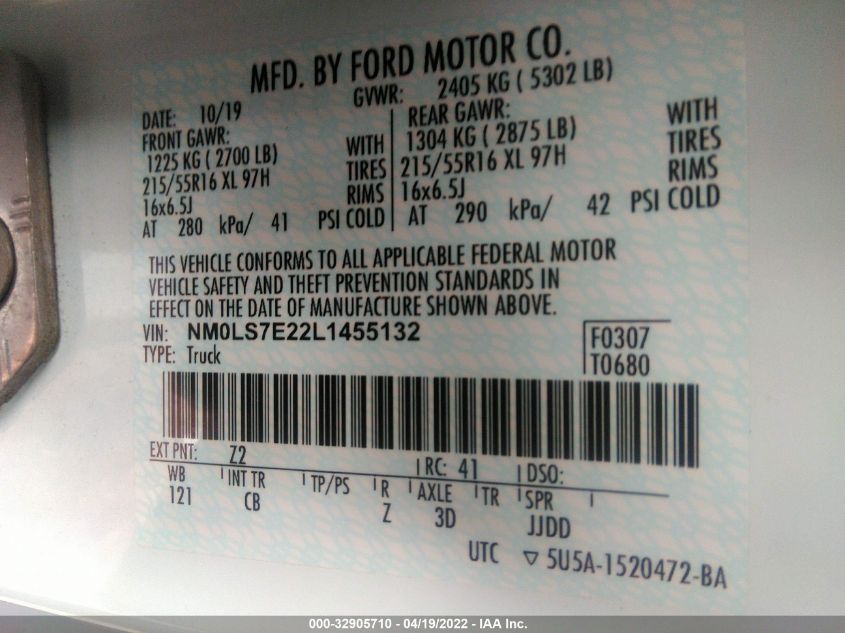 MFD. BY FORD MOTOR CO.
DATE: 10/19 GVWR: 2405 KG ( 5302 LB)
FRONT GAWR: REAR GAWR:
1225 KG ( 2700 LB) WITH 1304 KG ( 2875 LB) WITH
215/55R16 XL 97H TIRES 215/55R16 XL 97H TIRES
16x6.5J RIMS 16x6.5J RIMS
AT 280 kPa/ 41 PSI COLD AT 290 kPa/ 42 PSI COLD
THIS VEHICLE CONFORMS TO ALL APPLICABLE FEDERAL MOTOR
VEHICLE SAFETY AND THEFT PREVENTION STANDARDS IN
EFFECT ON THE DATE OF MANUFACTURE SHOWN ABOVE.
VIN: NM0LS7E22L1455132 F0307
TYPE: Truck T0680
EXT PNT: Z2 RC: 41 DSO:
WB INT TR TP/PS R AXLE TR SPR
121 CB Z 3D JJDD
UTC ▽ 5U5A-1520472-BA
000-32905710 - 04/19/2022 - IAA Inc.